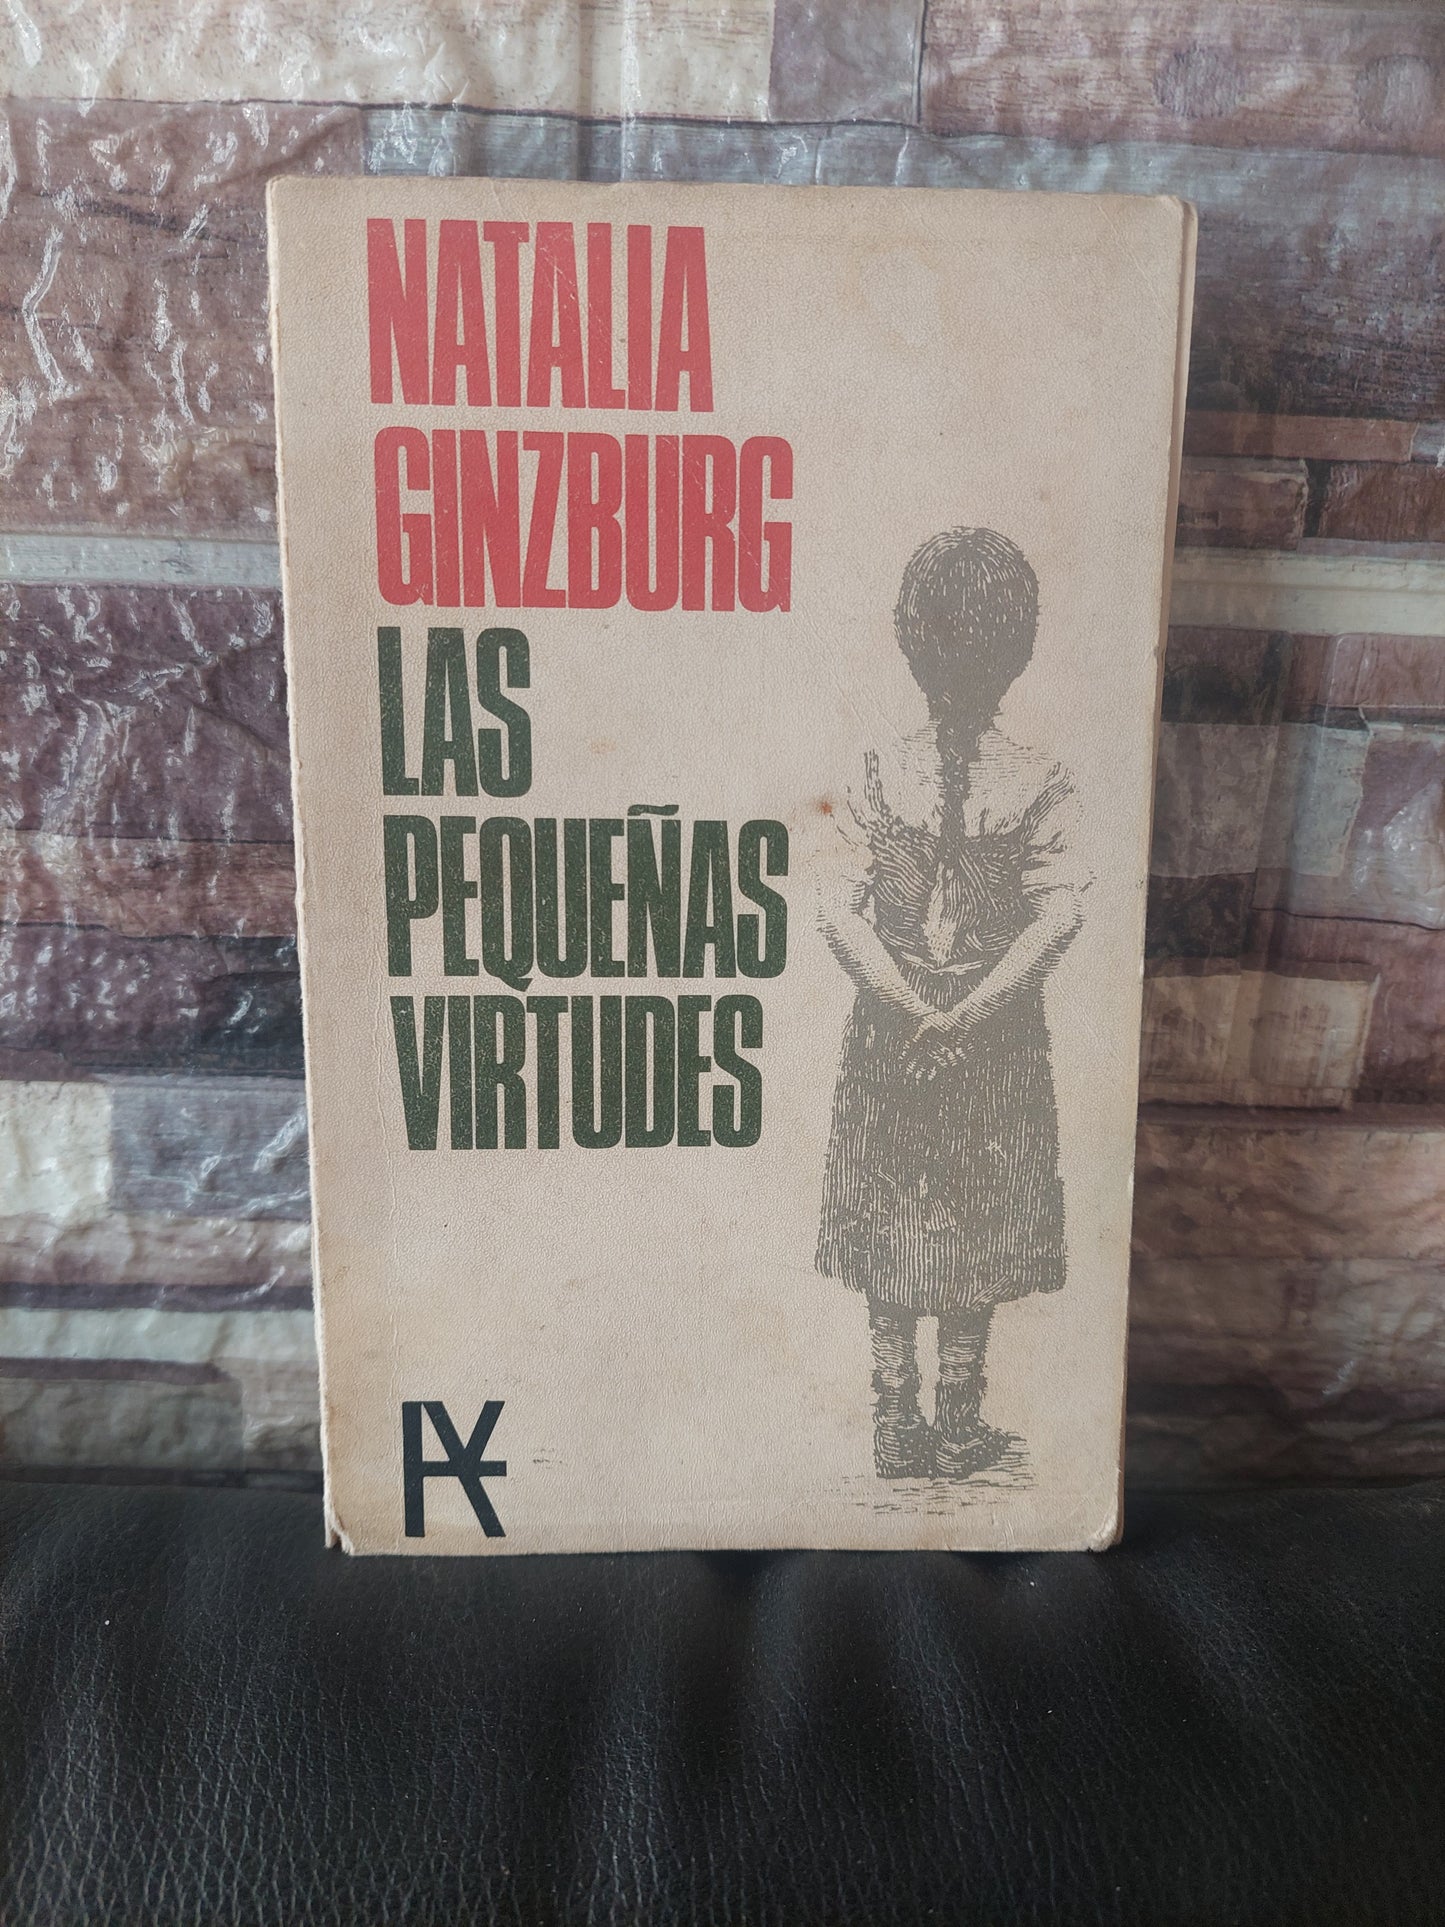 NATALIA
GINZBURG
LAS
PEQUEÑAS
VIRTUDES